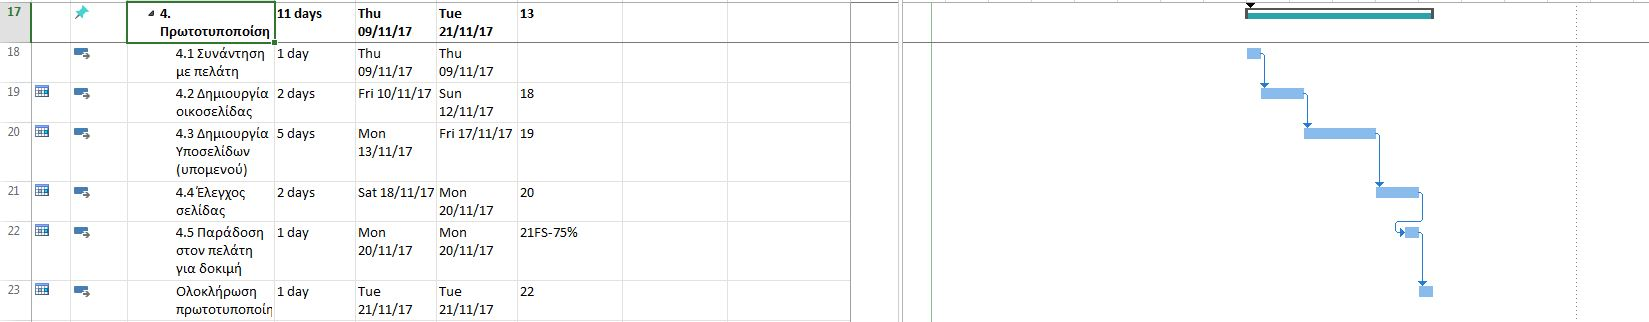 17 4. 11 days Thu Tue 13
Πρωτοτυποποίηση 09/11/17 21/11/17
18 4.1 Συνάντηση 1 day Thu Thu
με πελάτη 09/11/17 09/11/17
19 4.2 Δημιουργία 2 days Fri 10/11/17 Sun 18
οικοσελίδας 12/11/17
20 4.3 Δημιουργία 5 days Mon Fri 17/11/17 19
Υποσελίδων 13/11/17
(υπομενού)
21 4.4 Έλεγχος 2 days Sat 18/11/17 Mon 20
σελίδας 20/11/17
22 4.5 Παράδοση 1 day Mon Mon 21FS-75%
στον πελάτη 20/11/17 20/11/17
για δοκιμή
23 Ολοκλήρωση 1 day Tue Tue 22
πρωτοτυποποίη 21/11/17 21/11/17